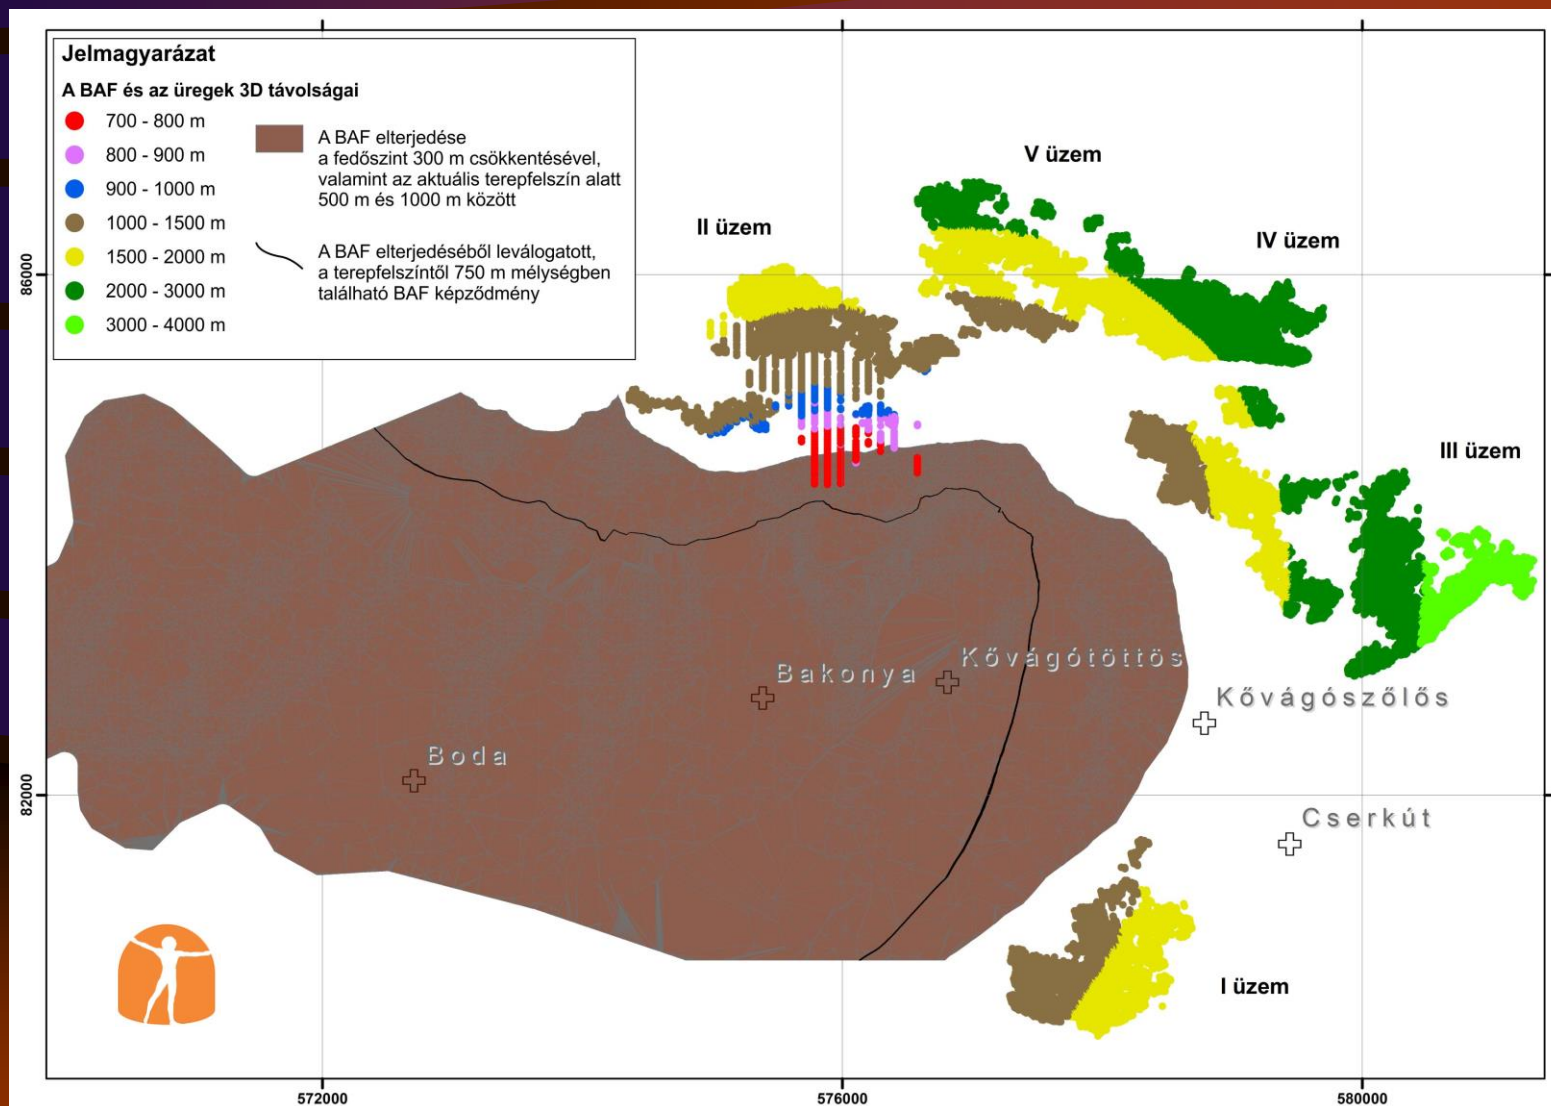 Jelmagyarázat
A BAF és az üregek 3D távolságai
700 - 800 m
800 - 900 m
900 - 1000 m
1000 - 1500 m
1500 - 2000 m
2000 - 3000 m
3000 - 4000 m
A BAF elterjedése
a fedőszint 300 m csökkentésével,
valamint az aktuális terepfelszín alatt
500 m és 1000 m között
A BAF elterjedéséből leválogatott,
a terepfelszíntől 750 m mélységben
található BAF képződmény
V üzem
II üzem
IV üzem
III üzem
I üzem
Bakonya
Kővágótöttös
Kővágószőlős
Boda
Cserkút
86000
82000
572000
576000
580000